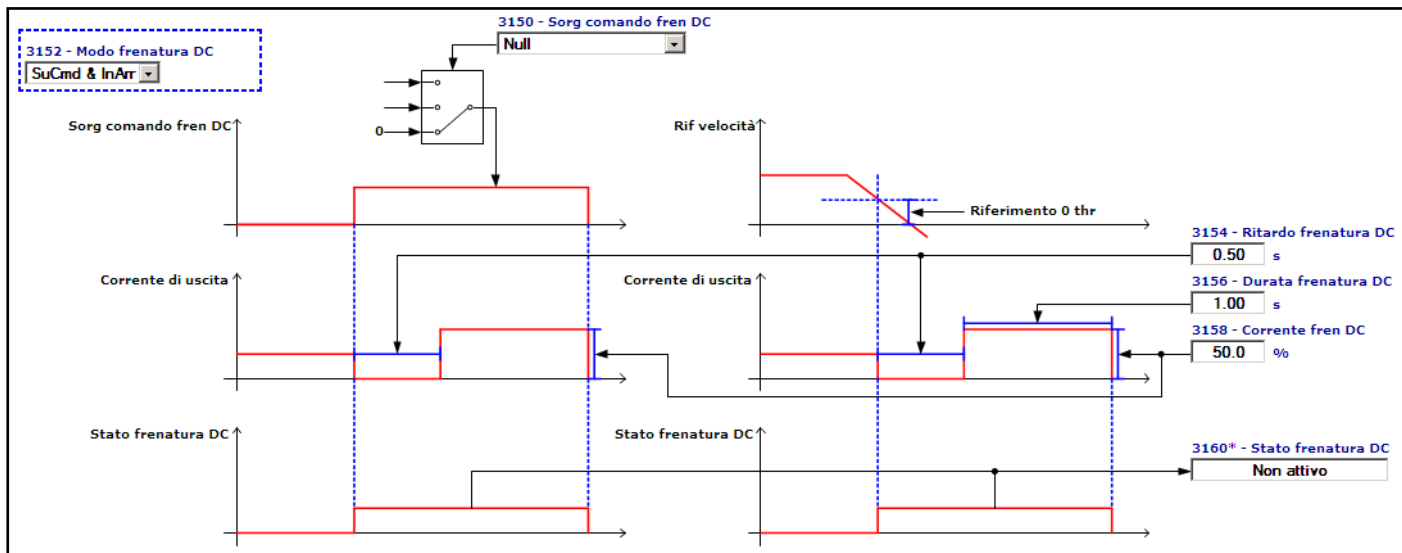 3150 - Sorg comando fren DC
Null
3152 - Modo frenatura DC
SuCmd & InArr
Sorg comando fren DC
0
Rif velocità
Riferimento 0 thr
3154 - Ritardo frenatura DC
0.50 s
Corrente di uscita
Corrente di uscita
3156 - Durata frenatura DC
1.00 s
3158 - Corrente fren DC
50.0 %
Stato frenatura DC
Stato frenatura DC
3160* - Stato frenatura DC
Non attivo